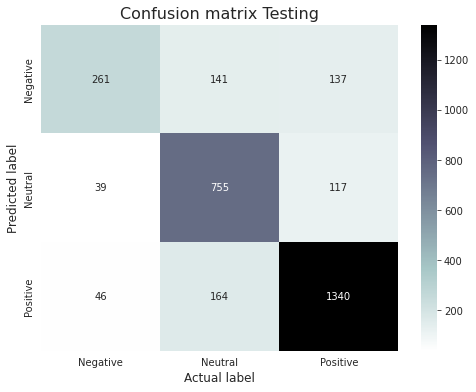 Confusion matrix Testing
Predicted label
Negative 261 141 137
Neutral 39 755 117
Positive 46 164 1340
Negative Neutral Positive
Actual label
1200
1000
800
600
400
200